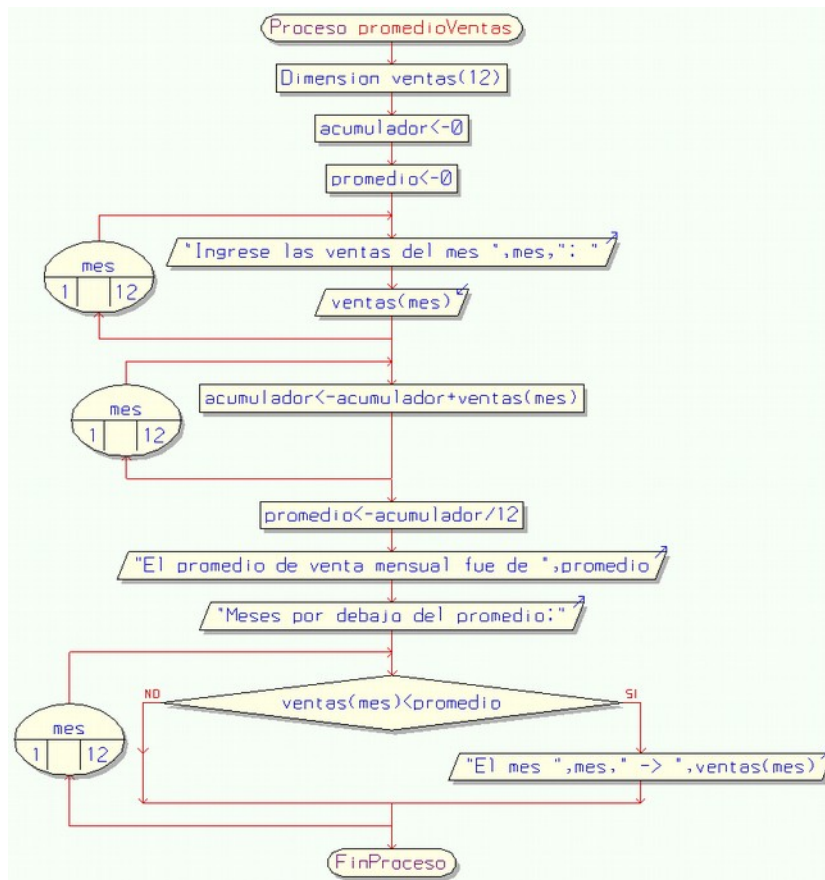 Proceso promedioVentas
Dimension ventas(12)
acumulador<-0
promedio<-0
"Ingrese las ventas del mes ",mes,": "
mes
1 12
ventas(mes)
acumulador<-acumulador+ventas(mes)
mes
1 12
promedio<-acumulador/12
"El promedio de venta mensual fue de ",promedio
"Meses por debajo del promedio:"
NO
ventas(mes)<promedio
SI
mes
1 12
"El mes ",mes," -> ",ventas(mes)
FinProceso